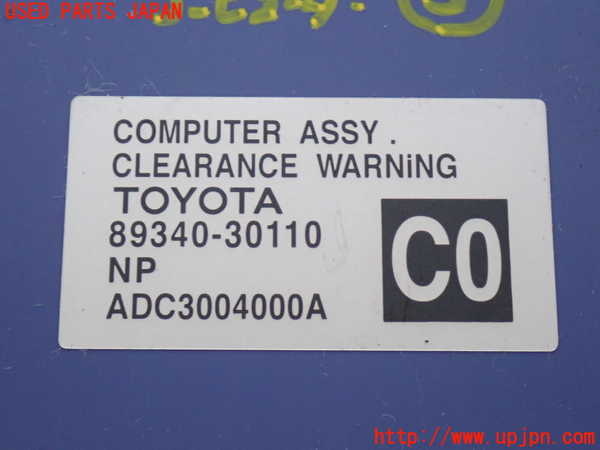 USED PARTS JAPAN
COMPUTER ASSY .
CLEARANCE WARNiNG
TOYOTA
89340-30110
NP
ADC3004000A
C0
http://www.upjpn.com/